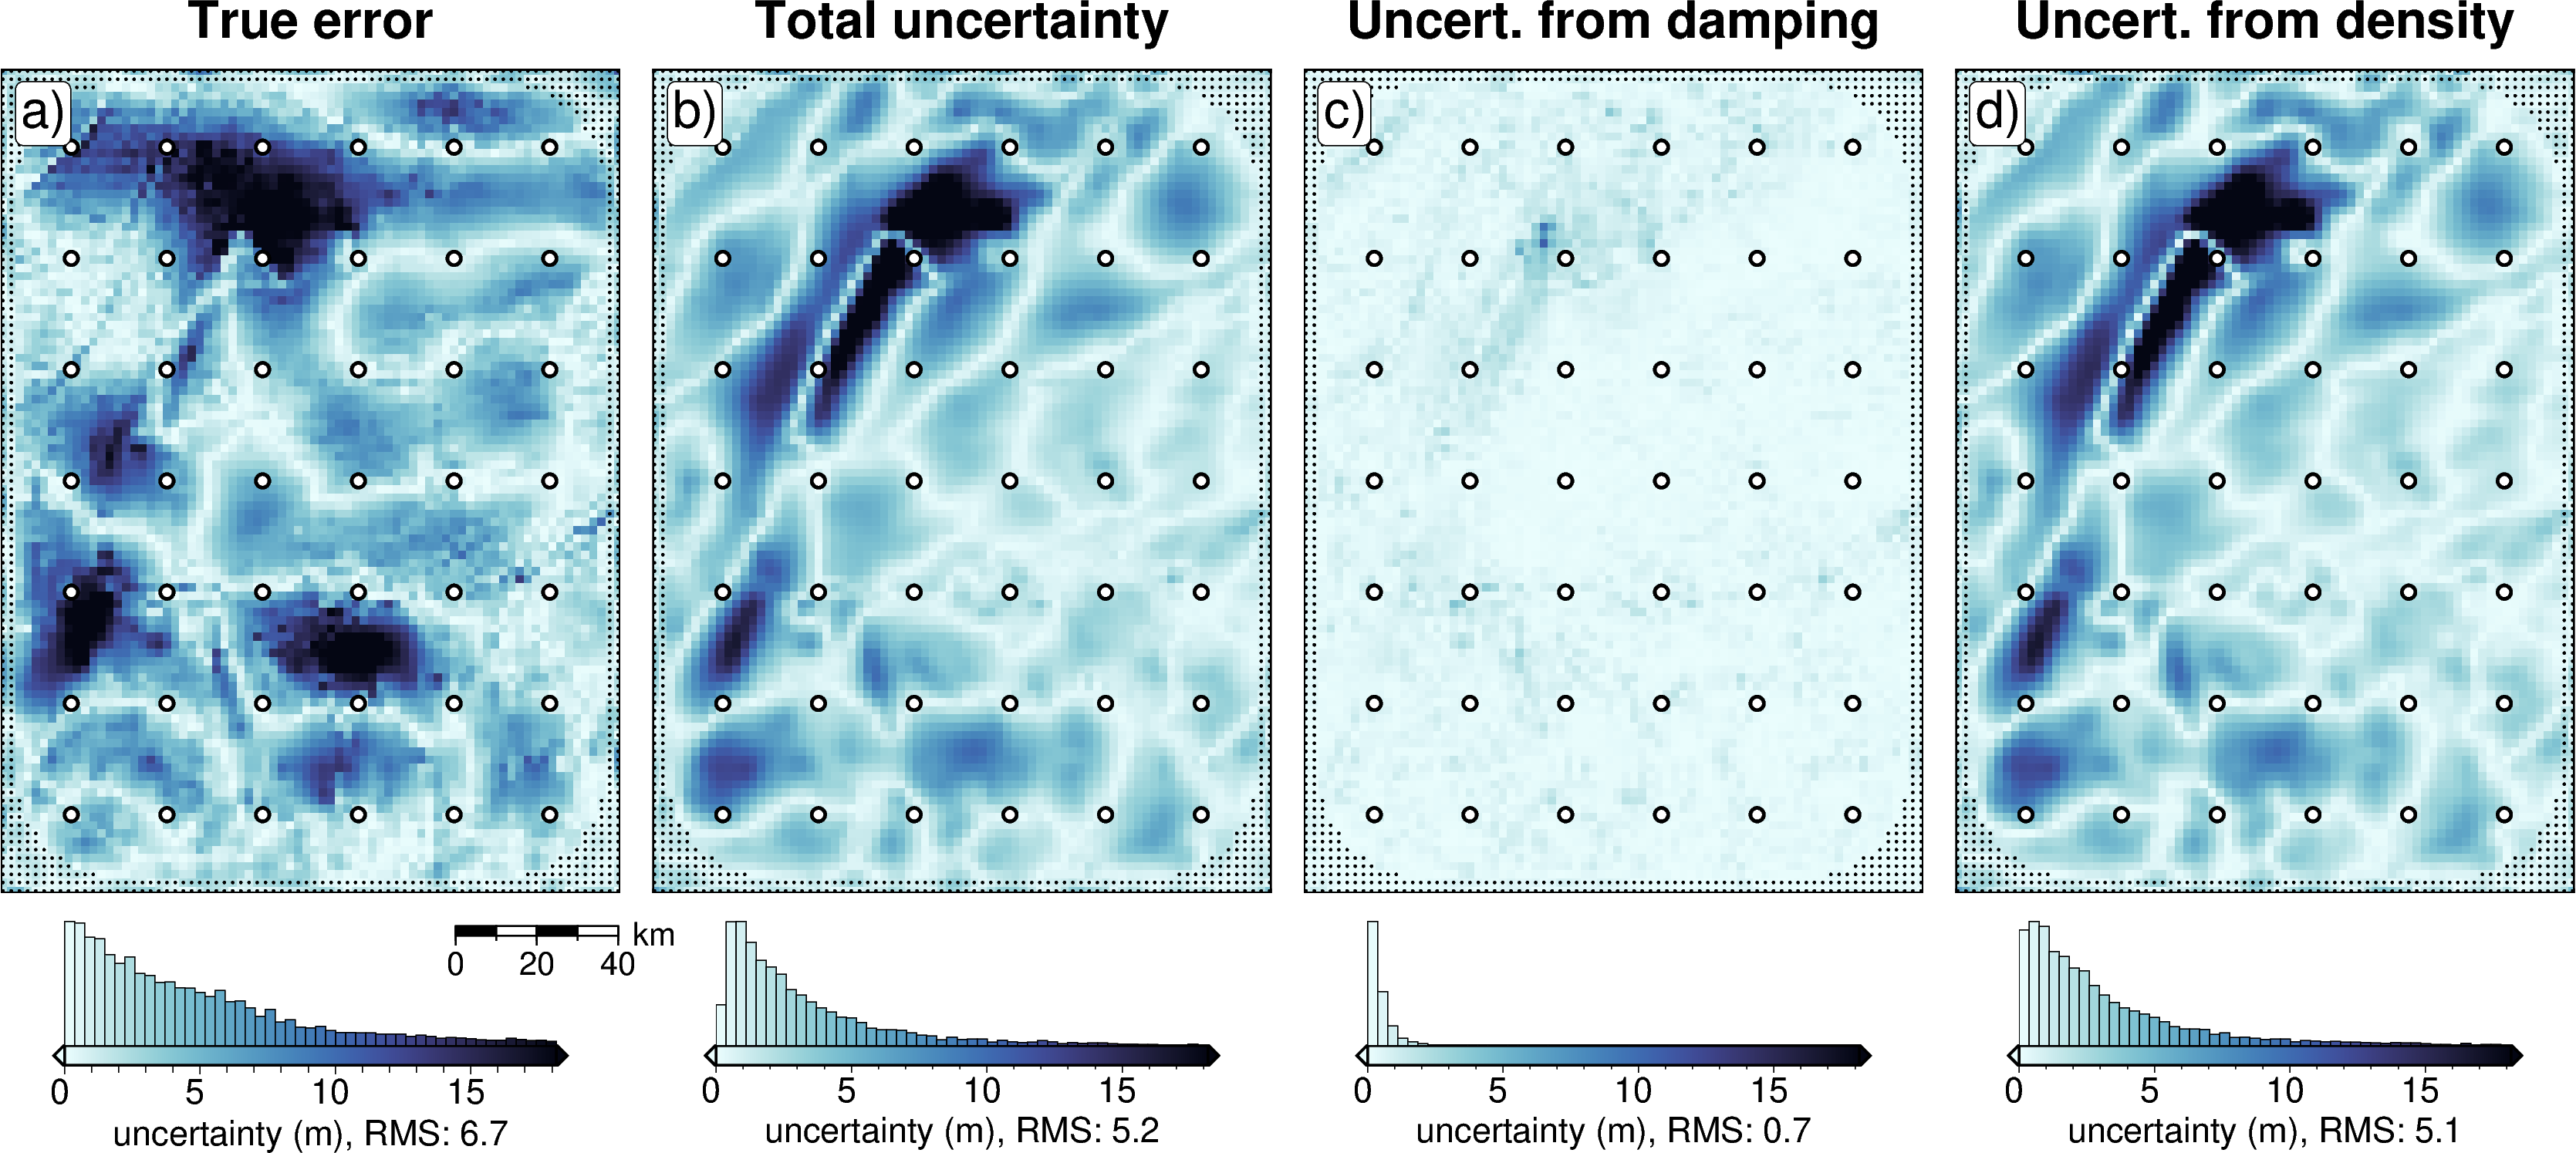 True error
Total uncertainty
Uncert. from damping
Uncert. from density
a)
b)
c)
d)
km
0 20 40
0 5 10 15
uncertainty (m), RMS: 6.7
0 5 10 15
uncertainty (m), RMS: 5.2
0 5 10 15
uncertainty (m), RMS: 0.7
0 5 10 15
uncertainty (m), RMS: 5.1